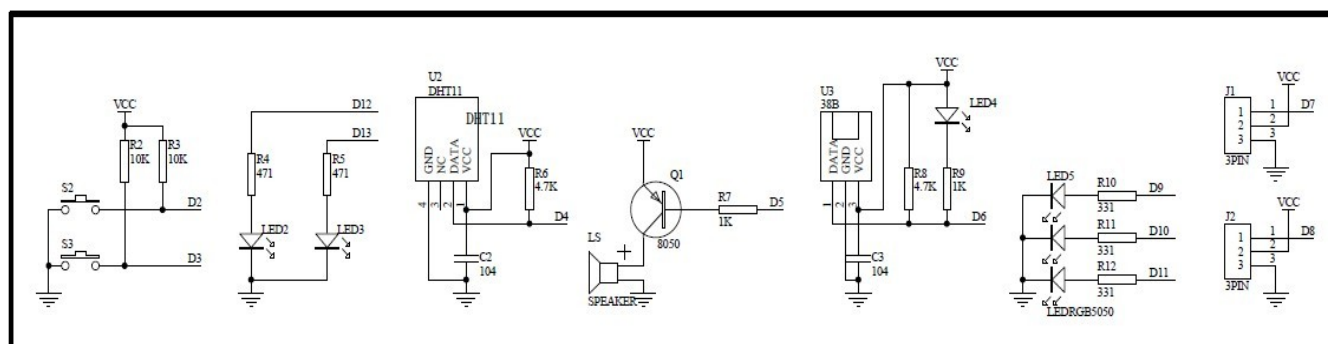 VCC
R2
10K
R3
10K
S2
D2
S3
D3
D12
D13
R4
471
R5
471
LED2
LED3
U2
DHT11
DHT11
GND
NC
DATA
VCC
4
3
2
1
VCC
R6
4.7K
D4
C2
104
VCC
Q1
8050
R7
1K
D5
LS
SPEAKER
U3
38B
DATA
GND
VCC
1
2
3
VCC
LED4
R8
4.7K
R9
1K
D6
C3
104
LED5
R10
331
D9
R11
331
D10
R12
331
D11
LEDRGB5050
J1
VCC
1 1 D7
2 2
3 3
3PIN
J2
VCC
1 1 D8
2 2
3 3
3PIN